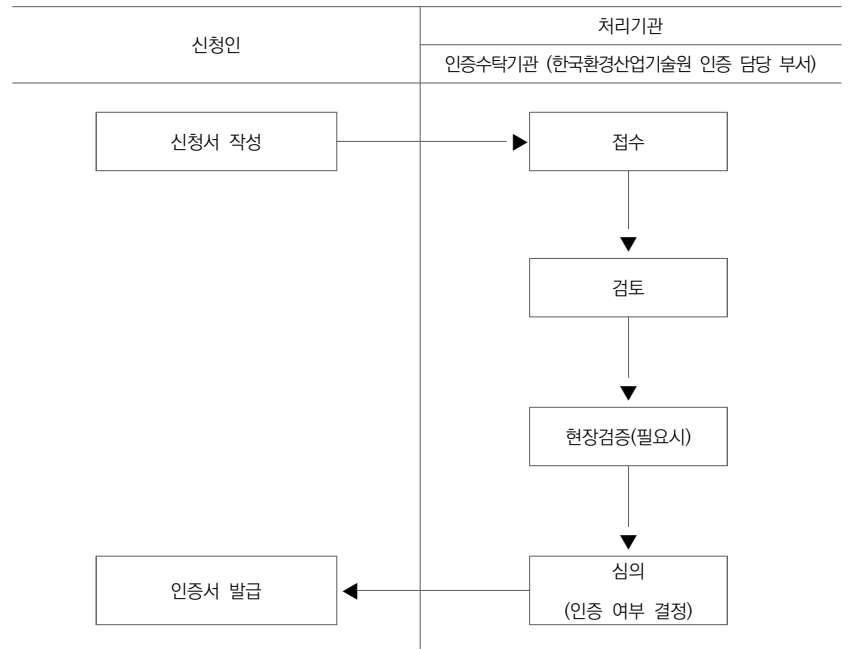 신청인
처리기관
인증수탁기관 (한국환경산업기술원 인증 담당 부서)
신청서 작성
접수
검토
현장검증(필요시)
인증서 발급
심의
(인증 여부 결정)